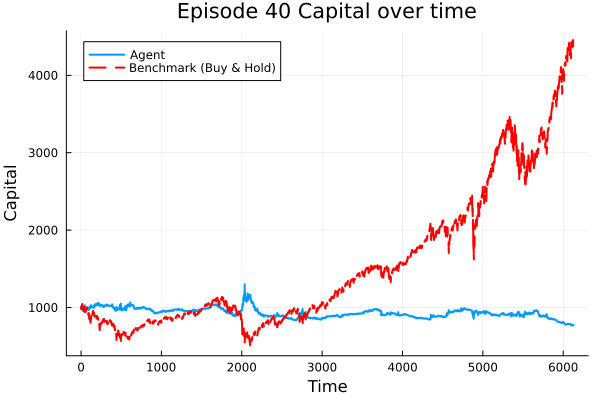 Episode 40 Capital over time
Agent
Benchmark (Buy & Hold)
Capital
4000
3000
2000
1000
0
1000
2000
3000
4000
5000
6000
Time